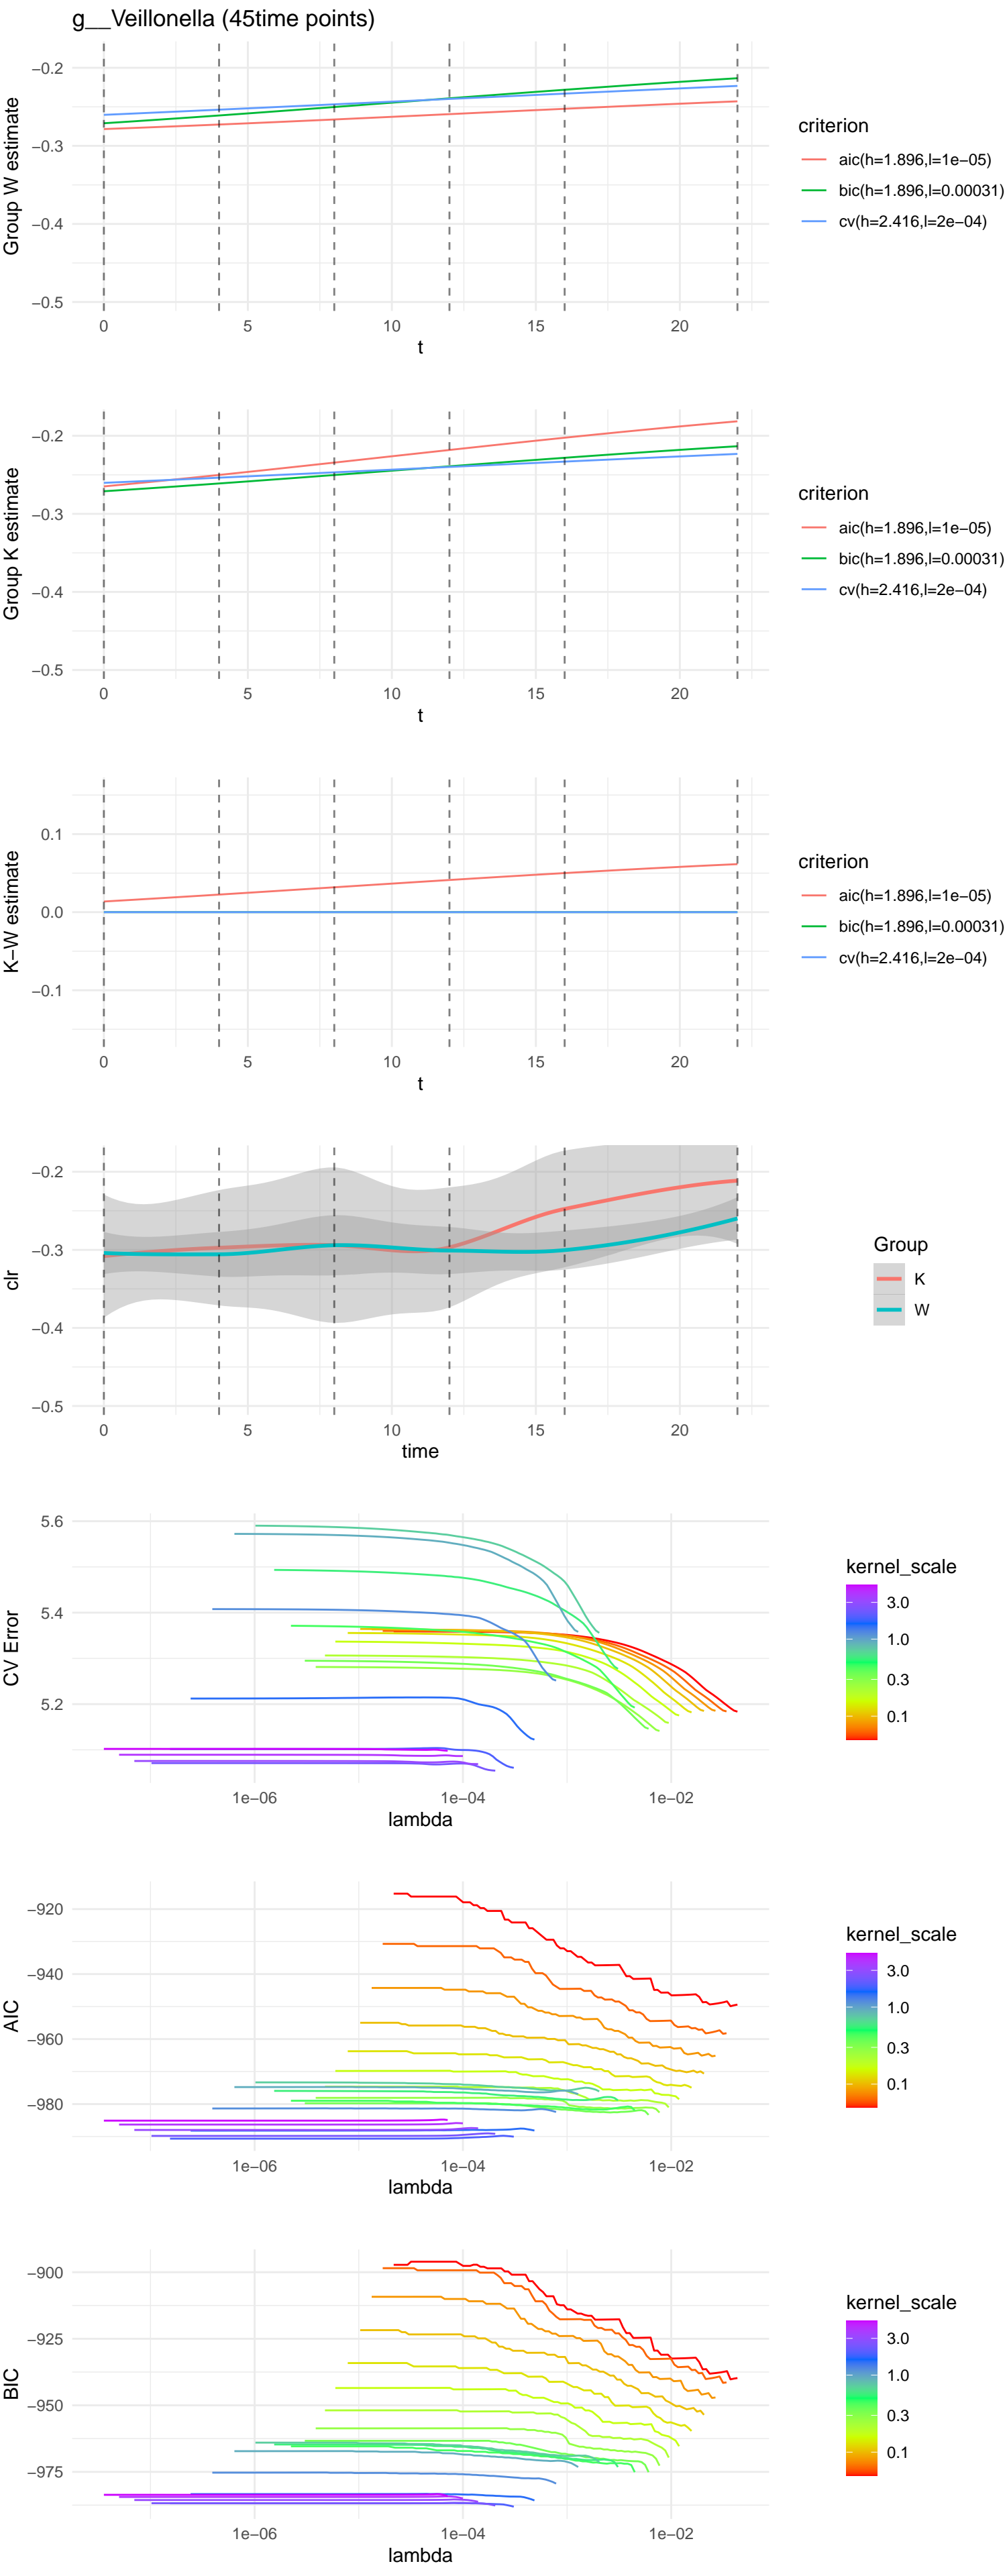 g__Veillonella (45time points)
−0.2
−0.3
−0.4
−0.5
Group W estimate
0 5 10 15 20
t
criterion
aic(h=1.896,l=1e−05)
bic(h=1.896,l=0.00031)
cv(h=2.416,l=2e−04)
−0.2
−0.3
−0.4
−0.5
Group K estimate
0 5 10 15 20
t
criterion
aic(h=1.896,l=1e−05)
bic(h=1.896,l=0.00031)
cv(h=2.416,l=2e−04)
0.1
0.0
−0.1
K−W estimate
0 5 10 15 20
t
criterion
aic(h=1.896,l=1e−05)
bic(h=1.896,l=0.00031)
cv(h=2.416,l=2e−04)
−0.2
−0.3
−0.4
−0.5
clr
0 5 10 15 20
time
Group
K
W
5.6
5.4
5.2
CV Error
1e−06 1e−04 1e−02
lambda
kernel_scale
3.0
1.0
0.3
0.1
−920
−940
−960
−980
AIC
1e−06 1e−04 1e−02
lambda
kernel_scale
3.0
1.0
0.3
0.1
−900
−925
−950
−975
BIC
1e−06 1e−04 1e−02
lambda
kernel_scale
3.0
1.0
0.3
0.1